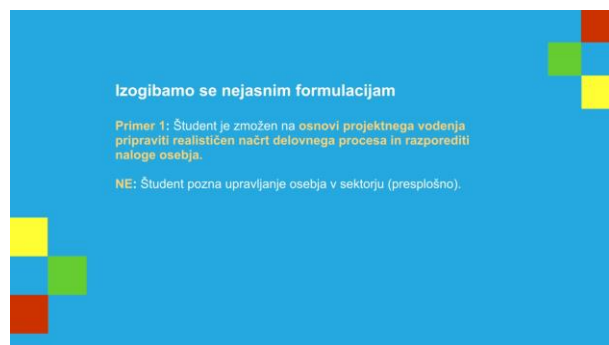 Izogibamo se nejasnim formulacijam
Primer 1: Študent je zmožen na osnovi projektnega vodenja
pripraviti realističen načrt delovnega procesa in razporediti
naloge osebja.
NE: Študent pozna upravljanje osebja v sektorju (presplošno).